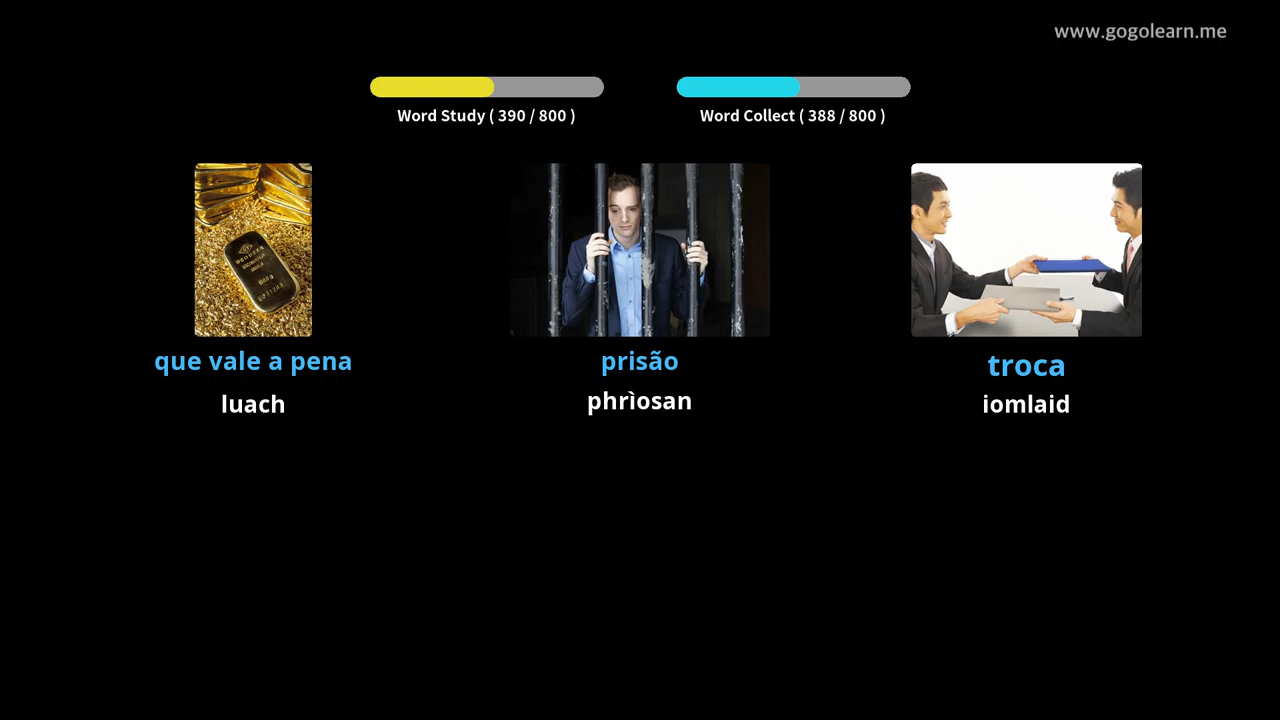 www.gogolearn.me
Word Study ( 390 / 800 )
Word Collect ( 388 / 800 )
que vale a pena
prisão
troca
luach
phrìosan
iomlaid